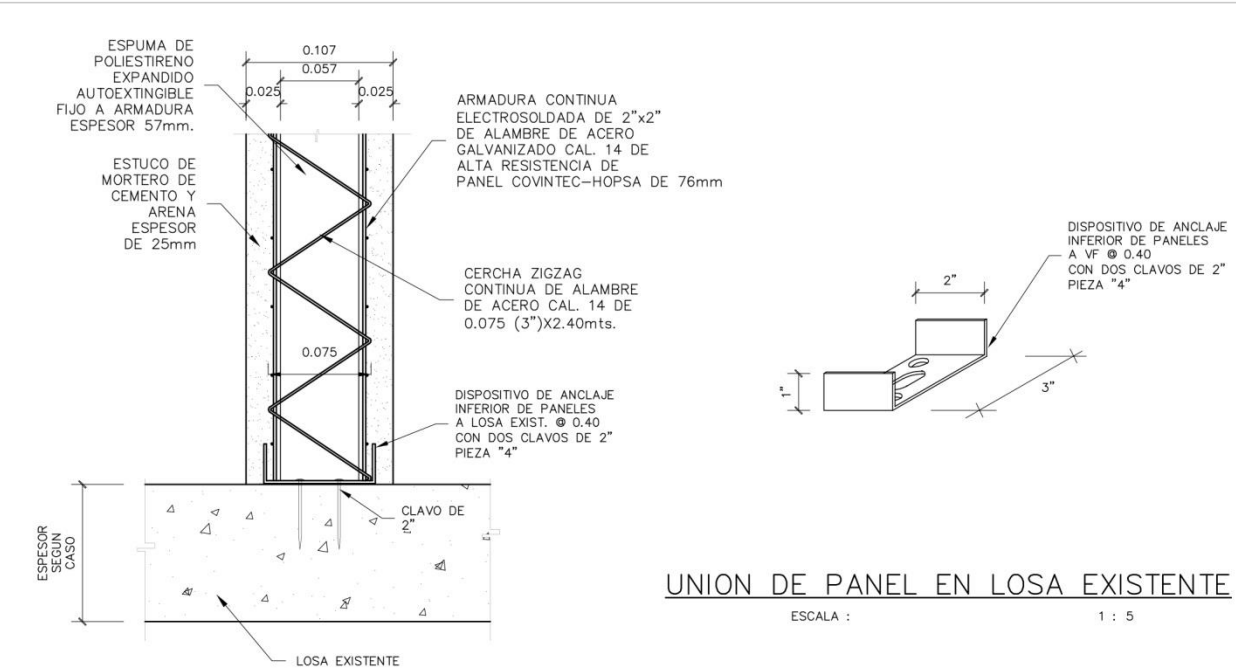 ESPUMA DE
POLIESTIRENO
EXPANDIDO
AUTOEXTINGIBLE
FIJO A ARMADURA
ESPESOR 57mm.
0.107
0.057
0.025
0.025
ARMADURA CONTINUA
ELECTROSOLDADA DE 2"x2"
DE ALAMBRE DE ACERO
GALVANIZADO CAL. 14 DE
ALTA RESISTENCIA DE
PANEL COVINTEC-HOPSA DE 76mm
ESTUCO DE
MORTERO DE
CEMENTO Y
ARENA
ESPESOR
DE 25mm
CERCHA ZIGZAG
CONTINUA DE ALAMBRE
DE ACERO CAL. 14 DE
0.075 (3")X2.40mts.
0.075
DISPOSITIVO DE ANCLAJE
INFERIOR DE PANELES
A LOSA EXIST. @ 0.40
CON DOS CLAVOS DE 2"
PIEZA "4"
CLAVO DE
2"
ESPESOR
SEGUN
CASO
LOSA EXISTENTE
DISPOSITIVO DE ANCLAJE
INFERIOR DE PANELES
A VF @ 0.40
CON DOS CLAVOS DE 2"
PIEZA "4"
2"
1"
3"
UNION DE PANEL EN LOSA EXISTENTE
ESCALA : 1 : 5